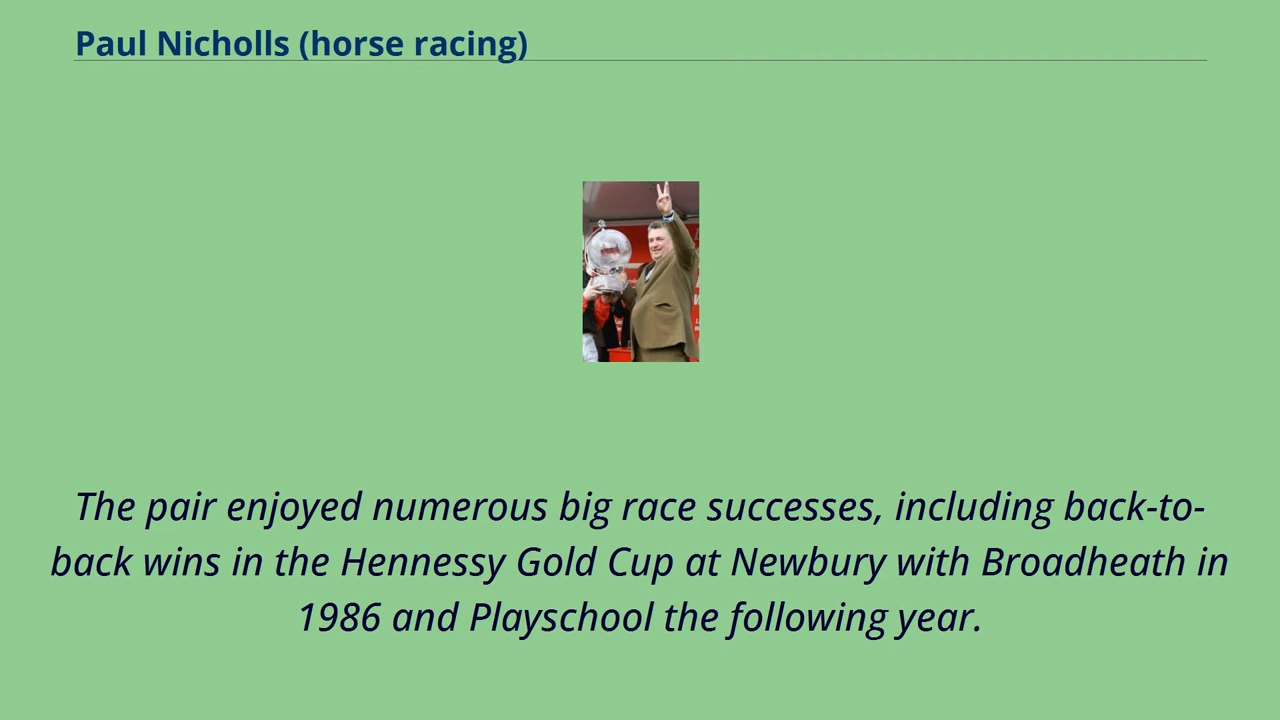 Paul Nicholls (horse racing)
The pair enjoyed numerous big race successes, including back-to-
back wins in the Hennessy Gold Cup at Newbury with Broadheath in
1986 and Playschool the following year.